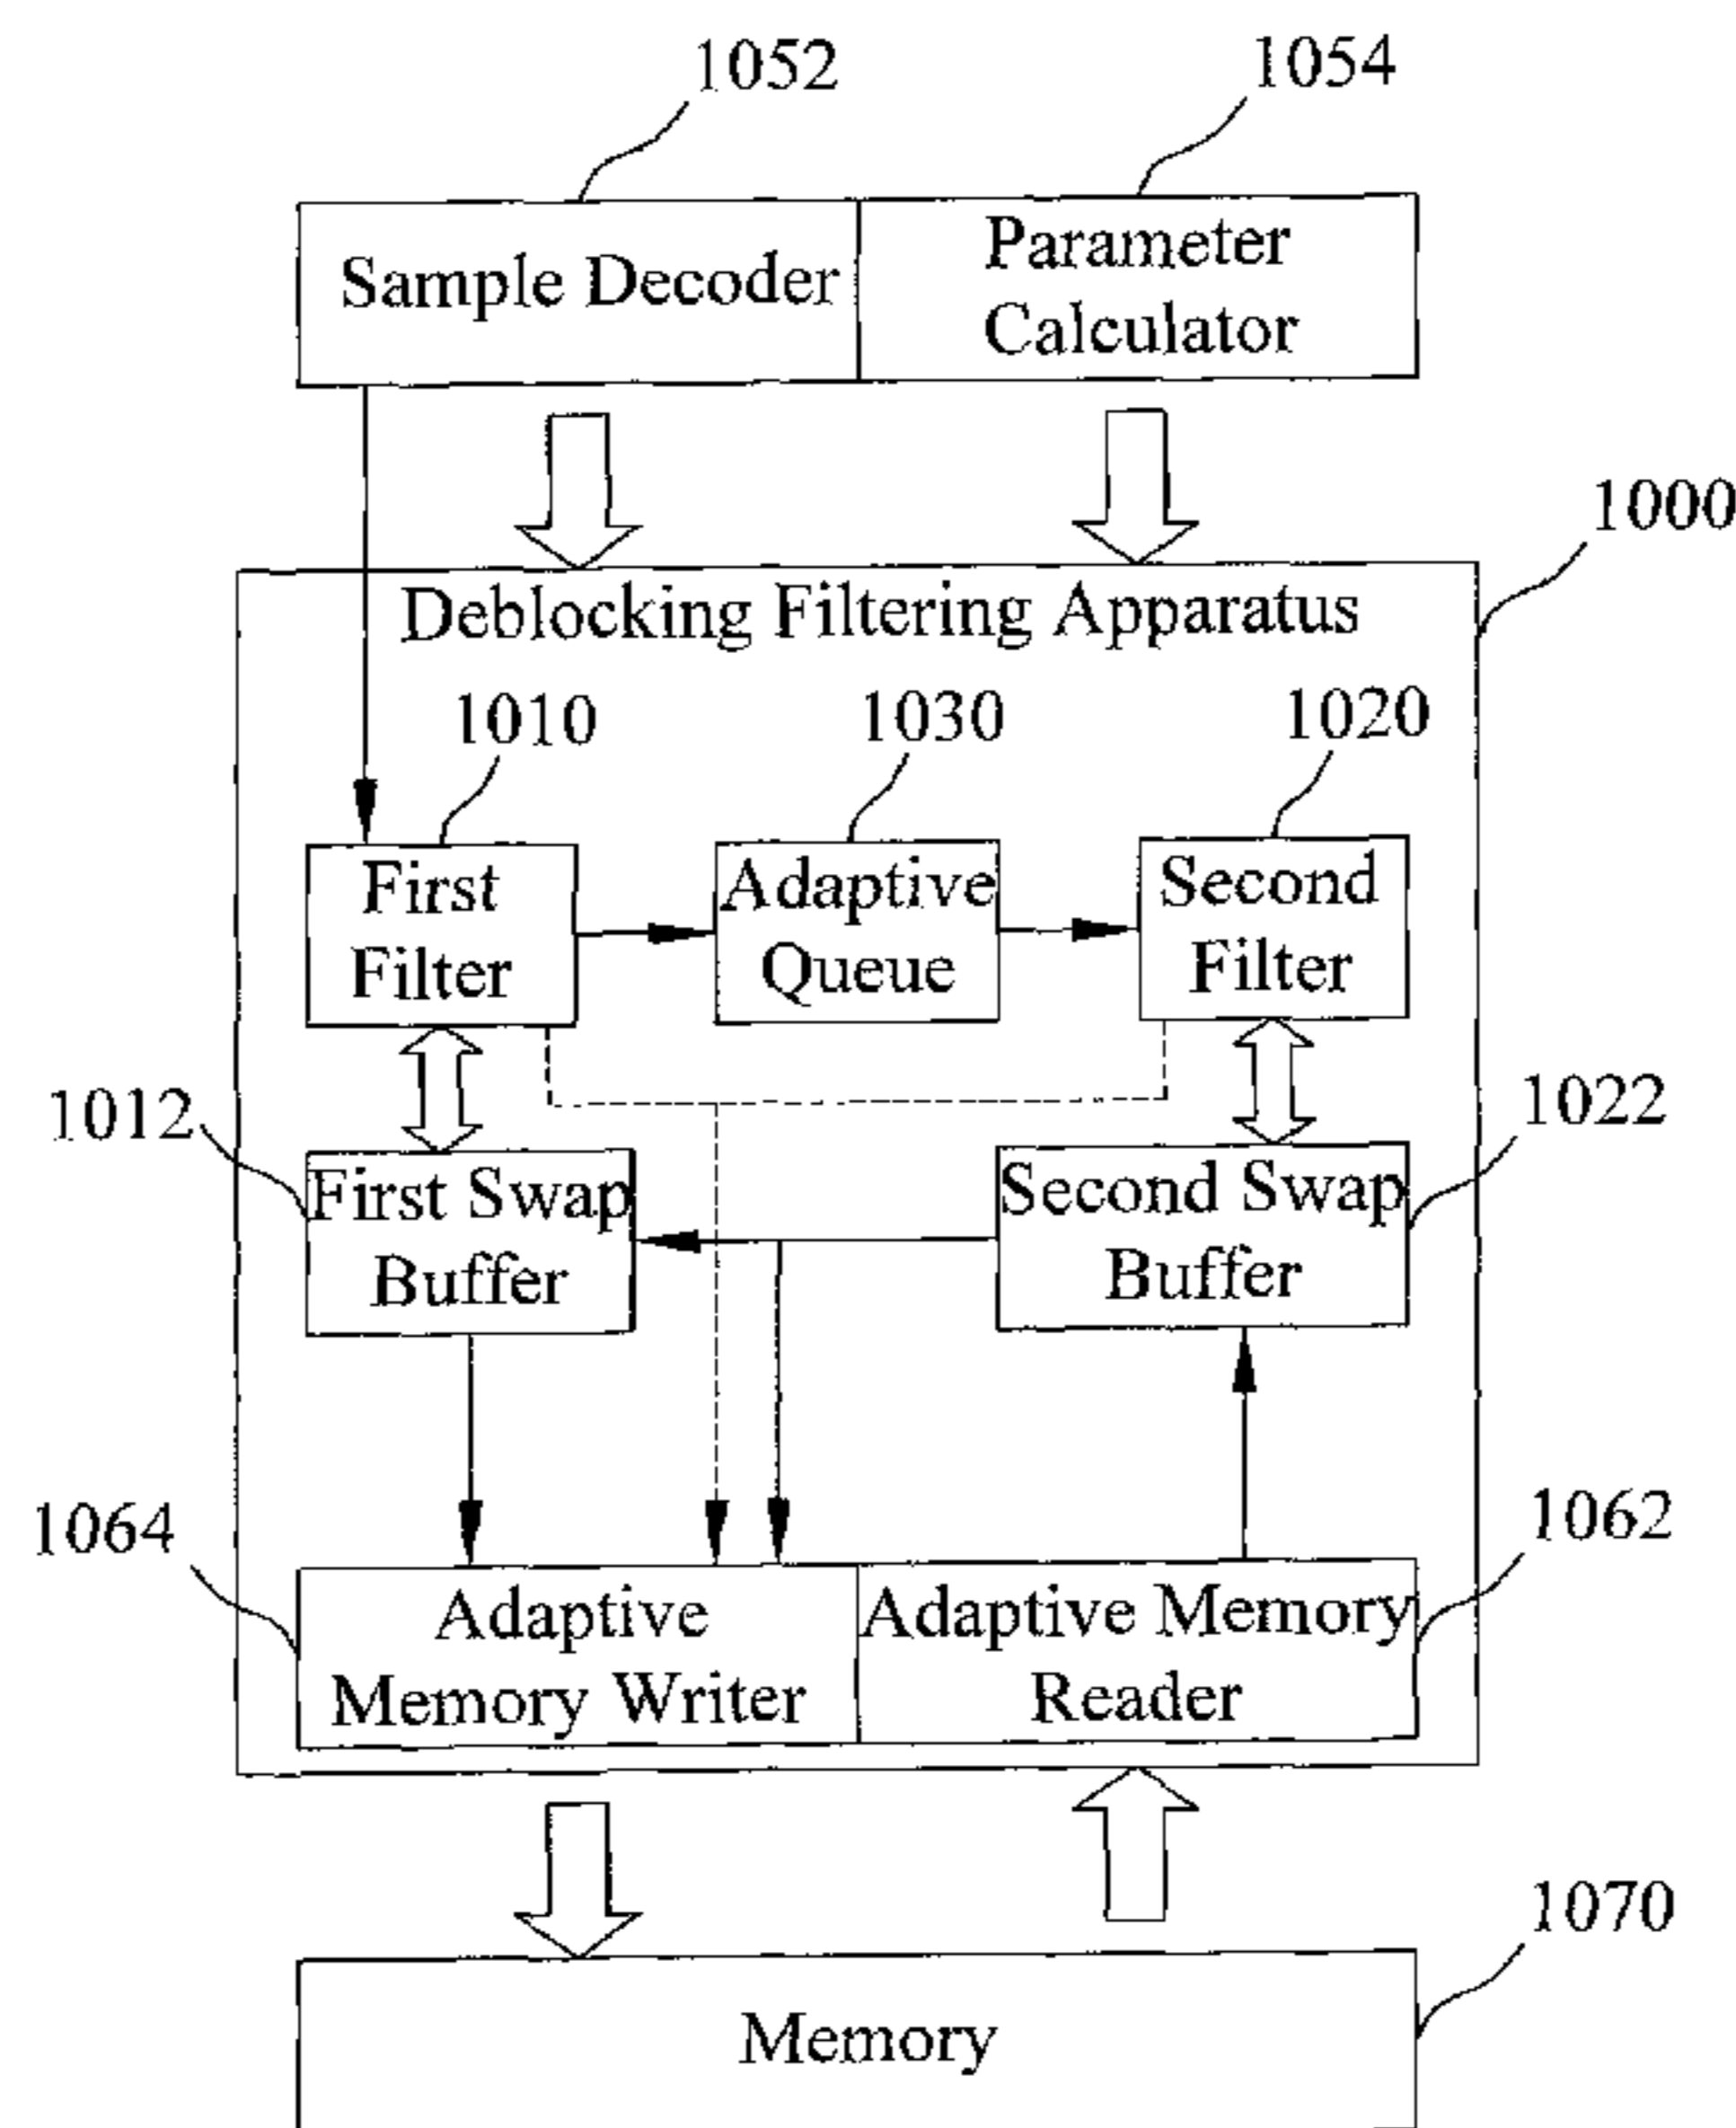 1052
1054
Sample Decoder
Parameter
Calculator
1000
Deblocking Filtering Apparatus
1010
1030
1020
First
Filter
Adaptive
Queue
Second
Filter
1012
1022
First Swap
Buffer
Second Swap
Buffer
1064
1062
Adaptive
Memory Writer
Adaptive Memory
Reader
1070
Memory